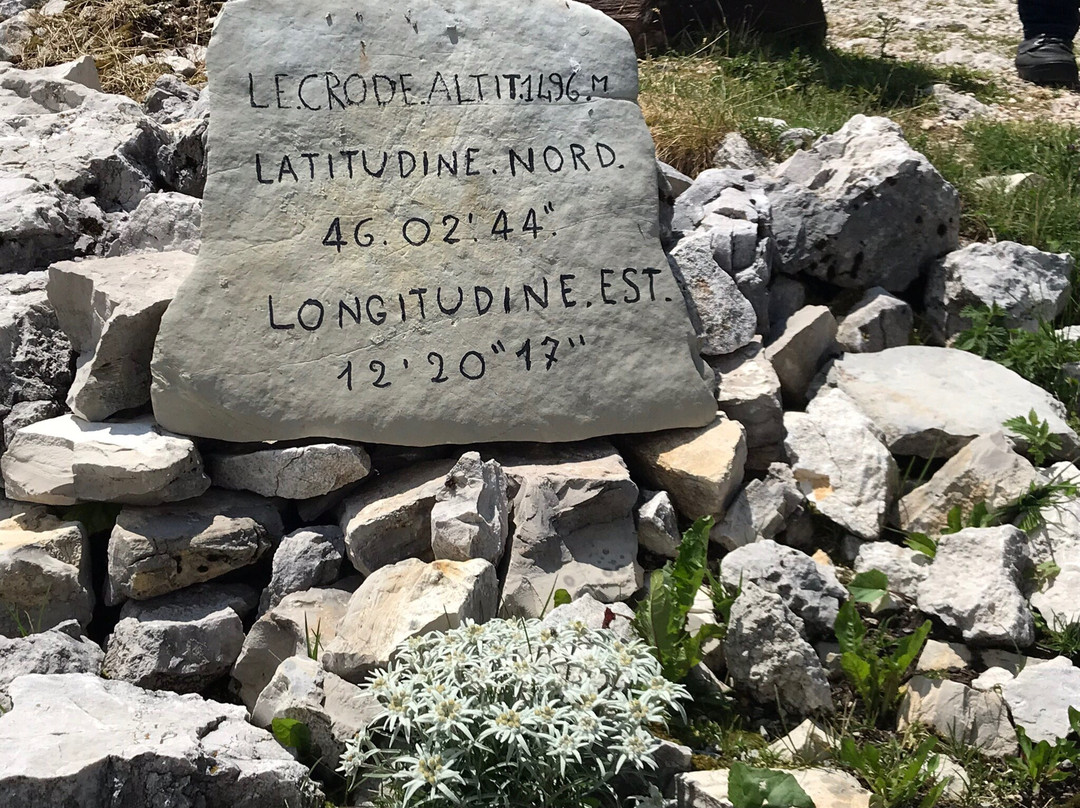 LE.CRODE.ALTIT.1496.M
LATITUDINE.NORD.
46.02'.44".
LONGITUDINE.EST.
12'20"17"